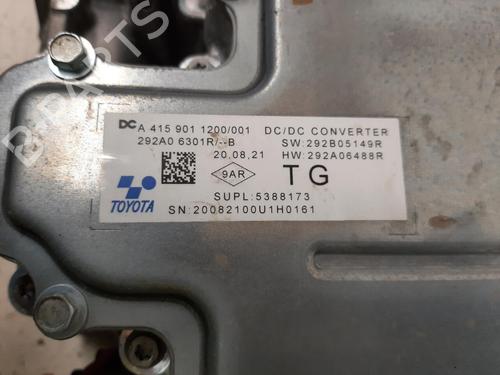 DC A 415 901 1200/001 DC/DC CONVERTER
292A0 6301R/--B SW:292B05149R
20,08,21 HW:292A06488R
9AR TG
TOYOTA SUPL:5388173
SN:20082100U1H0161
B-PARTS